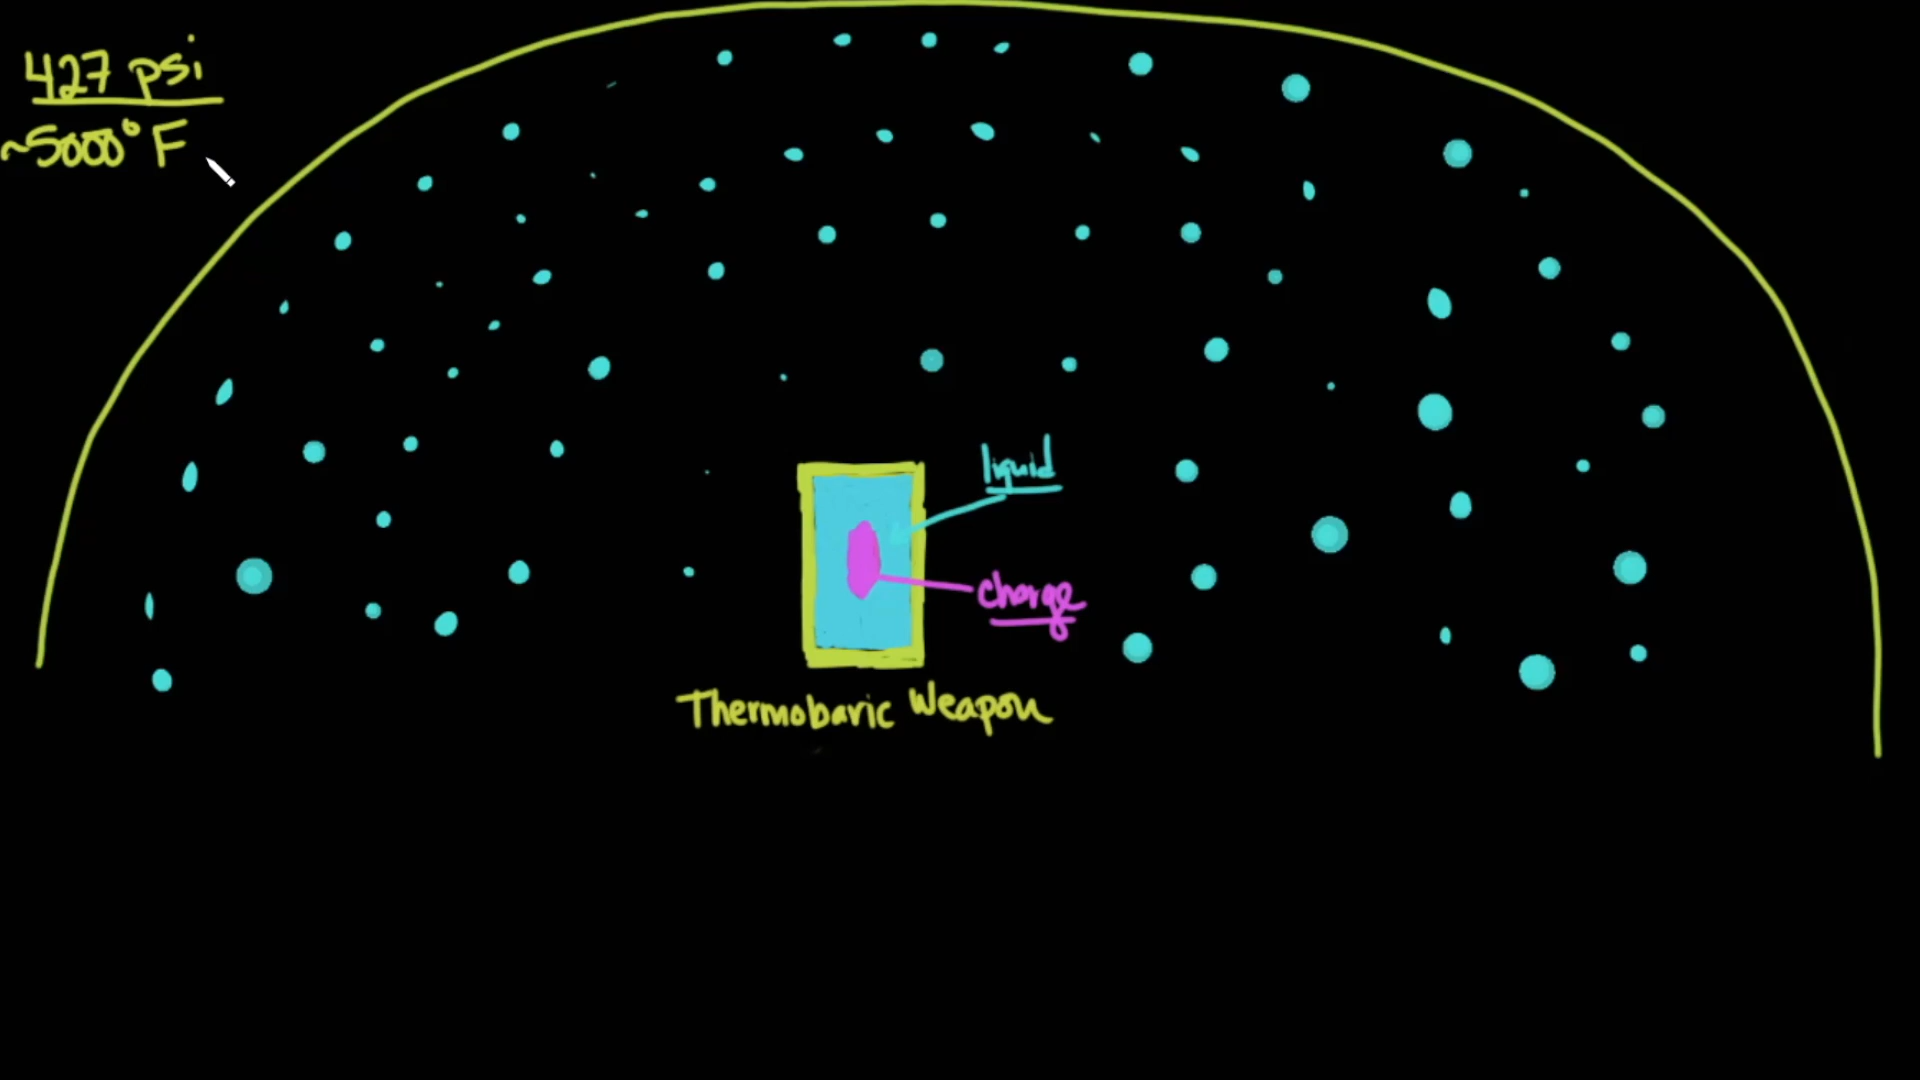 427 psi
~5000° F
liquid
charge
Thermobaric Weapon